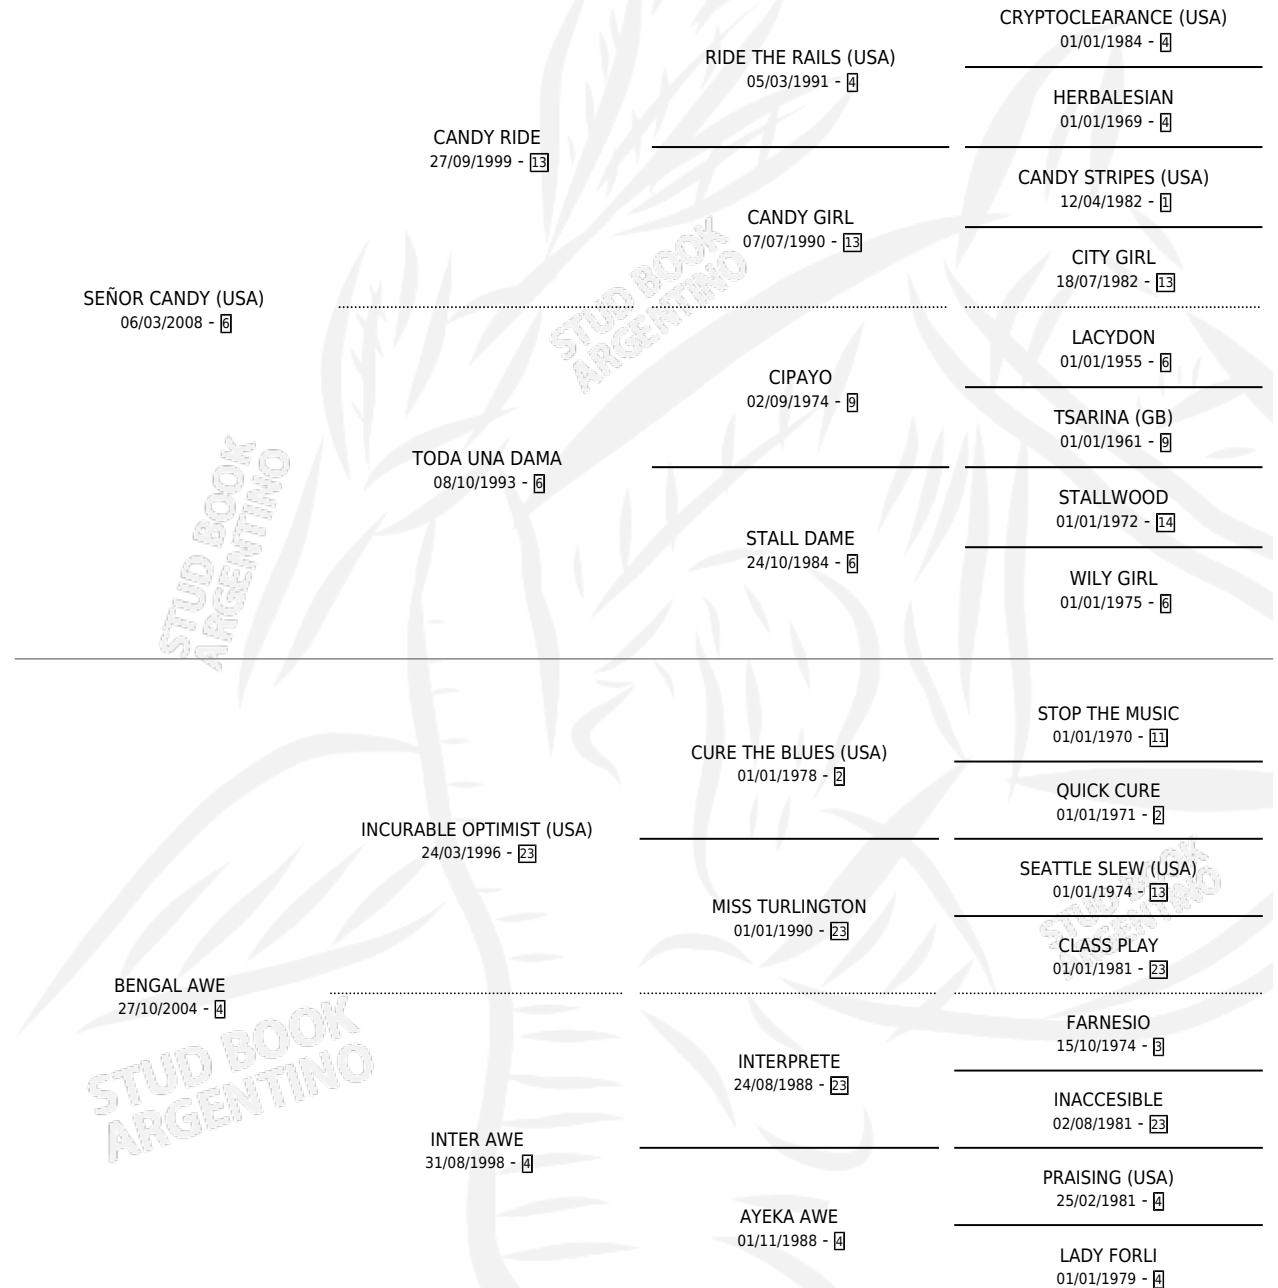 CRYPTOCLEARANCE (USA)
01/01/1984 - 4
RIDE THE RAILS (USA)
05/03/1991 - 4
HERBALESIAN
01/01/1969 - 4
CANDY RIDE
27/09/1999 - 13
CANDY STRIPES (USA)
12/04/1982 - 1
CANDY GIRL
07/07/1990 - 13
CITY GIRL
18/07/1982 - 13
SEÑOR CANDY (USA)
06/03/2008 - 6
STUD BOOK
ARGENTINO
LACYDON
01/01/1955 - 6
CIPAYO
02/09/1974 - 9
TSARINA (GB)
01/01/1961 - 9
TODA UNA DAMA
08/10/1993 - 6
STALLWOOD
01/01/1972 - 14
STALL DAME
24/10/1984 - 6
WILY GIRL
01/01/1975 - 6
STUD BOOK
ARGENTINO
STOP THE MUSIC
01/01/1970 - 11
CURE THE BLUES (USA)
01/01/1978 - 2
QUICK CURE
01/01/1971 - 2
INCURABLE OPTIMIST (USA)
24/03/1996 - 23
SEATTLE SLEW (USA)
01/01/1974 - 13
MISS TURLINGTON
01/01/1990 - 23
STUD BOOK
ARGENTINO
CLASS PLAY
01/01/1981 - 23
BENGAL AWE
27/10/2004 - 4
STUD BOOK
ARGENTINO
FARNESIO
15/10/1974 - 3
INTERPRETE
24/08/1988 - 23
INACCESIBLE
02/08/1981 - 23
INTER AWE
31/08/1998 - 4
PRAISING (USA)
25/02/1981 - 4
AYEKA AWE
01/11/1988 - 4
LADY FORLI
01/01/1979 - 4